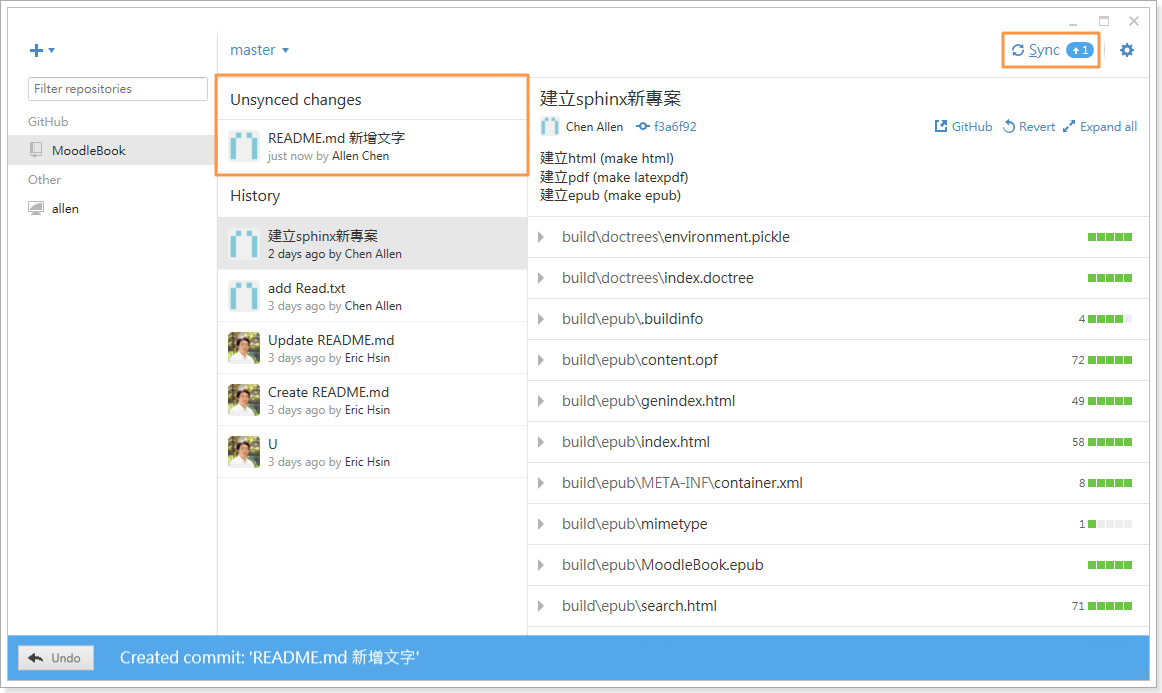 master
Sync 1
Filter repositories
GitHub
MoodleBook
Other
allen
Unsynced changes
README.md 新增文字
just now by Allen Chen
History
建立sphinx新專案
2 days ago by Chen Allen
add Read.txt
3 days ago by Chen Allen
Update README.md
3 days ago by Eric Hsin
Create README.md
3 days ago by Eric Hsin
U
3 days ago by Eric Hsin
建立sphinx新專案
Chen Allen f3a6f92 GitHub Revert Expand all
建立html (make html)
建立pdf (make latexpdf)
建立epub (make epub)
build\doctrees\environment.pickle
build\doctrees\index.doctree
build\epub\.buildinfo 4
build\epub\content.opf 72
build\epub\genindex.html 49
build\epub\index.html 58
build\epub\META-INF\container.xml 8
build\epub\mimetype 1
build\epub\MoodleBook.epub
build\epub\search.html 71
Undo Created commit: 'README.md 新增文字'